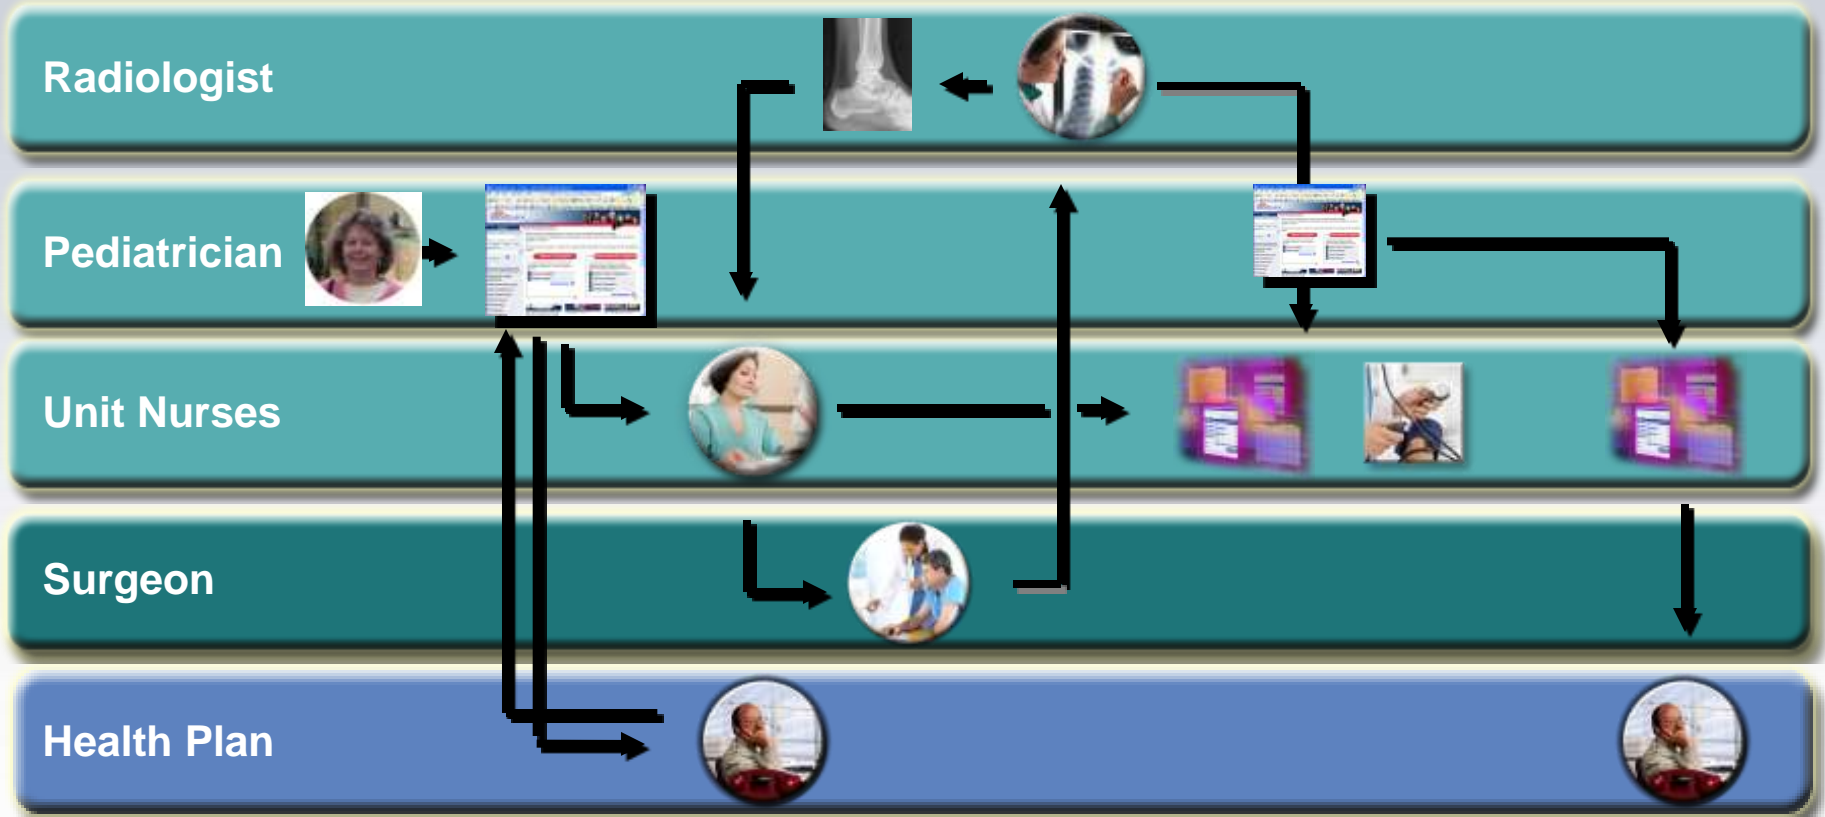 Radiologist
Pediatrician
Unit Nurses
Surgeon
Health Plan